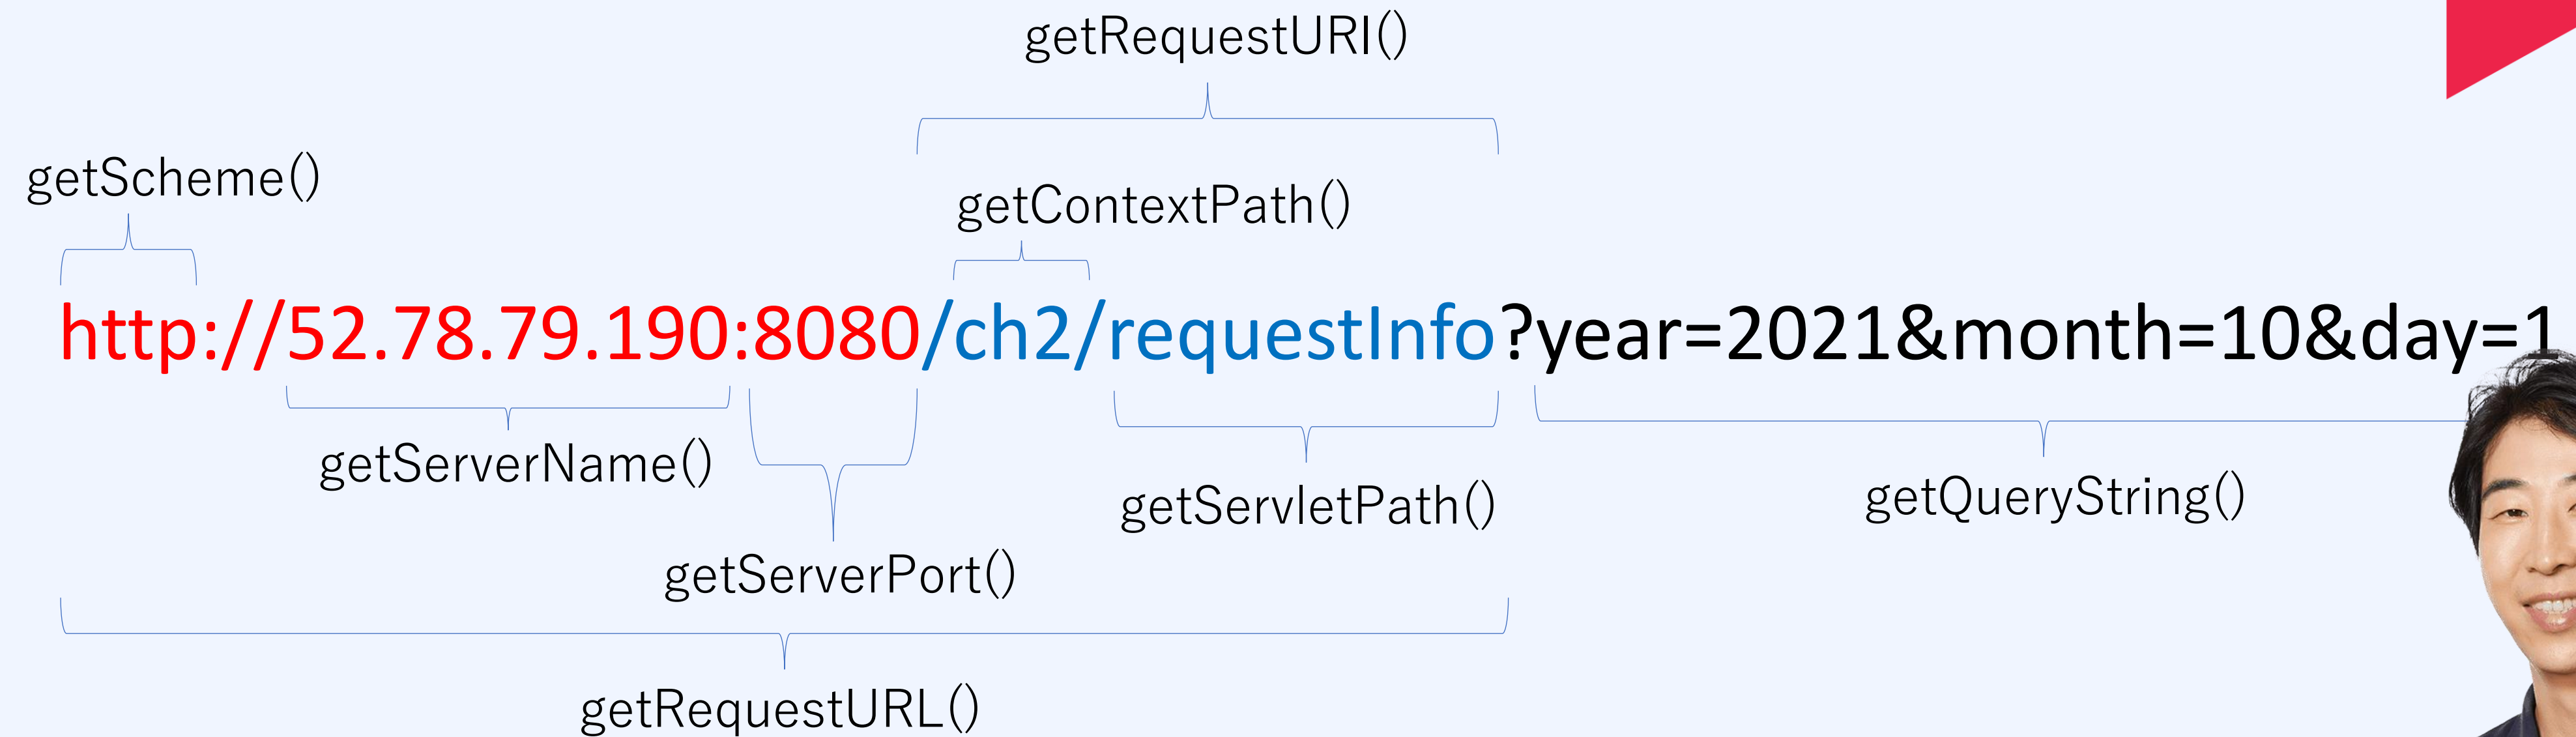 getRequestURI()
getScheme()
getContextPath()
http://52.78.79.190:8080/ch2/requestInfo?year=2021&month=10&day=1
getServerName()
getServletPath()
getQueryString()
getServerPort()
getRequestURL()